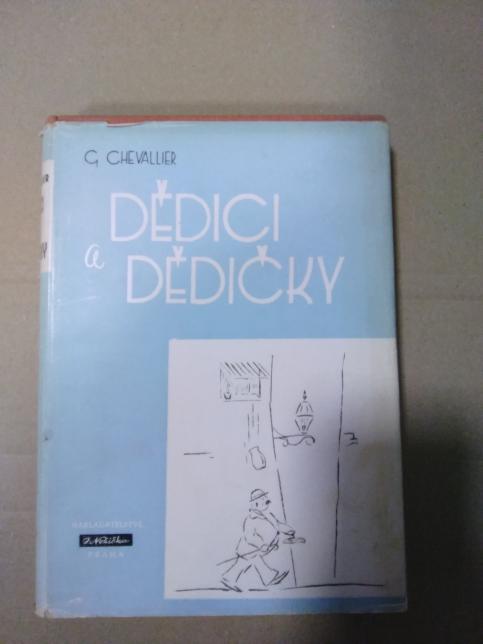 G CHEVALLIER
DĚDICI
a
DĚDIČKY
NAKLADATELSTVÍ
PRAHA